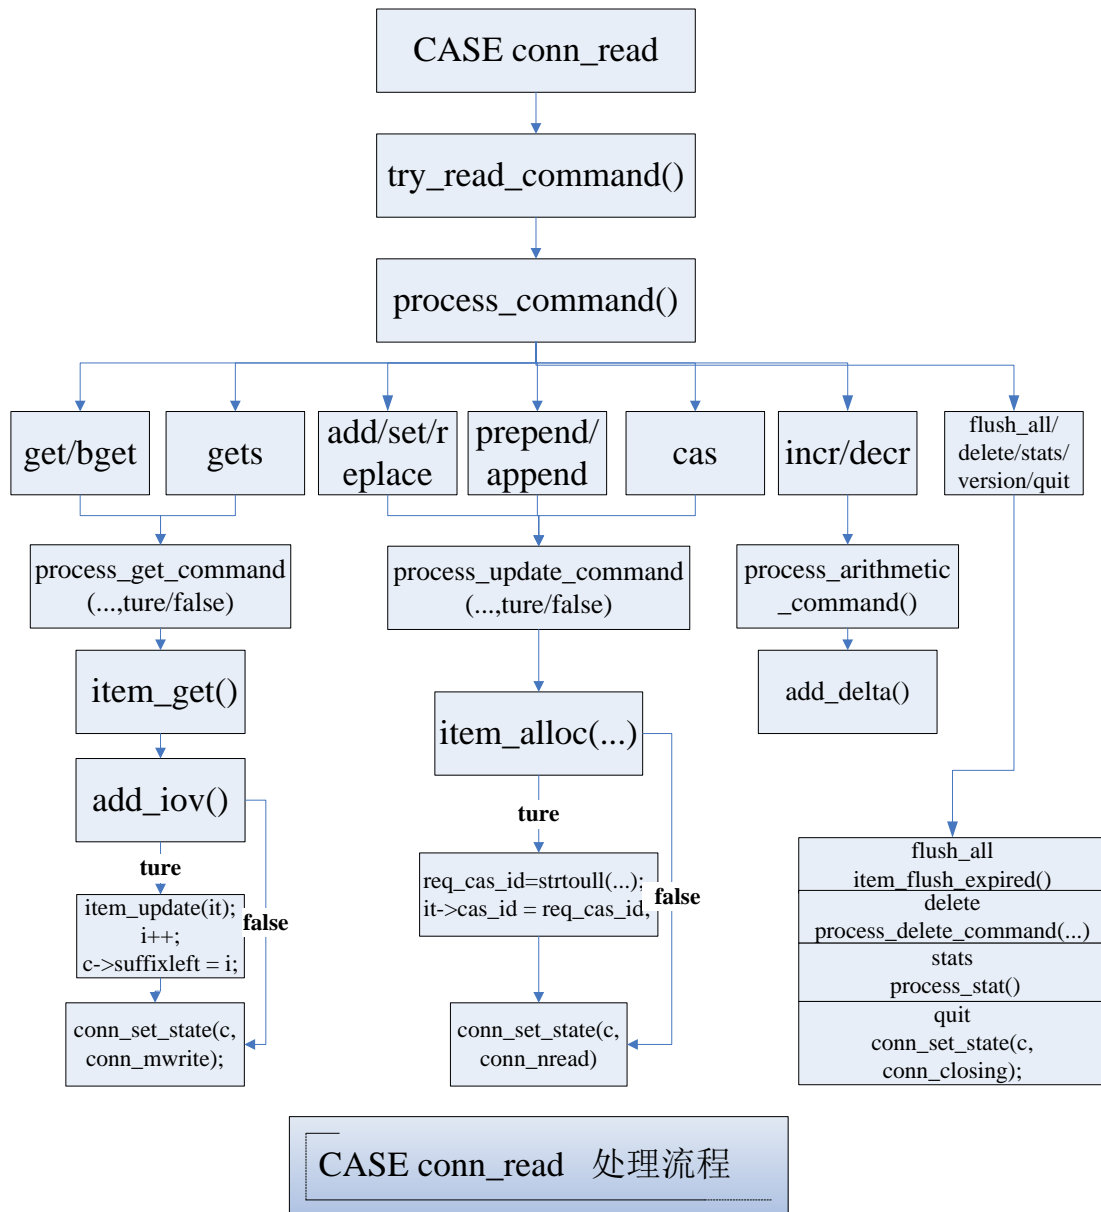 CASE conn_read
try_read_command()
process_command()
get/bget
gets
add/set/r
eplace
prepend/
append
cas
incr/decr
flush_all/
delete/stats/
version/quit
process_get_command
(...,ture/false)
process_update_command
(...,ture/false)
process_arithmetic
_command()
item_get()
item_alloc(...)
add_delta()
add_iov()
ture
false
item_update(it);
i++;
c->suffixleft = i;
conn_set_state(c,
conn_mwrite);
ture
false
req_cas_id=strtoull(...);
it->cas_id = req_cas_id,
conn_set_state(c,
conn_nread)
flush_all
item_flush_expired()
delete
process_delete_command(...)
stats
process_stat()
quit
conn_set_state(c,
conn_closing);
CASE conn_read 处理流程